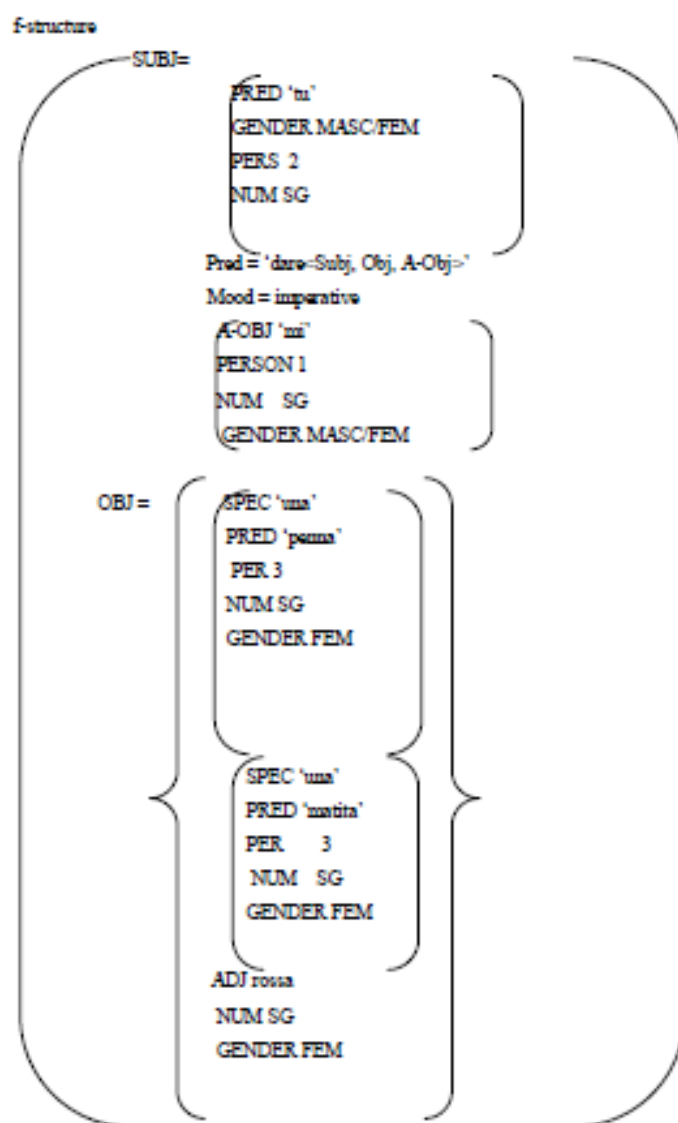 f-structure
SUBJ=
PRED ‘tu’
GENDER MASC/FEM
PERS 2
NUM SG
Pred = ‘dare<Subj, Obj, A-Obj>’
Mood = imperative
A-OBJ ‘mi’
PERSON 1
NUM SG
GENDER MASC/FEM
OBJ = SPEC ‘una’
PRED ‘penna’
PER 3
NUM SG
GENDER FEM
SPEC ‘una’
PRED ‘matita’
PER 3
NUM SG
GENDER FEM
ADJ rossa
NUM SG
GENDER FEM